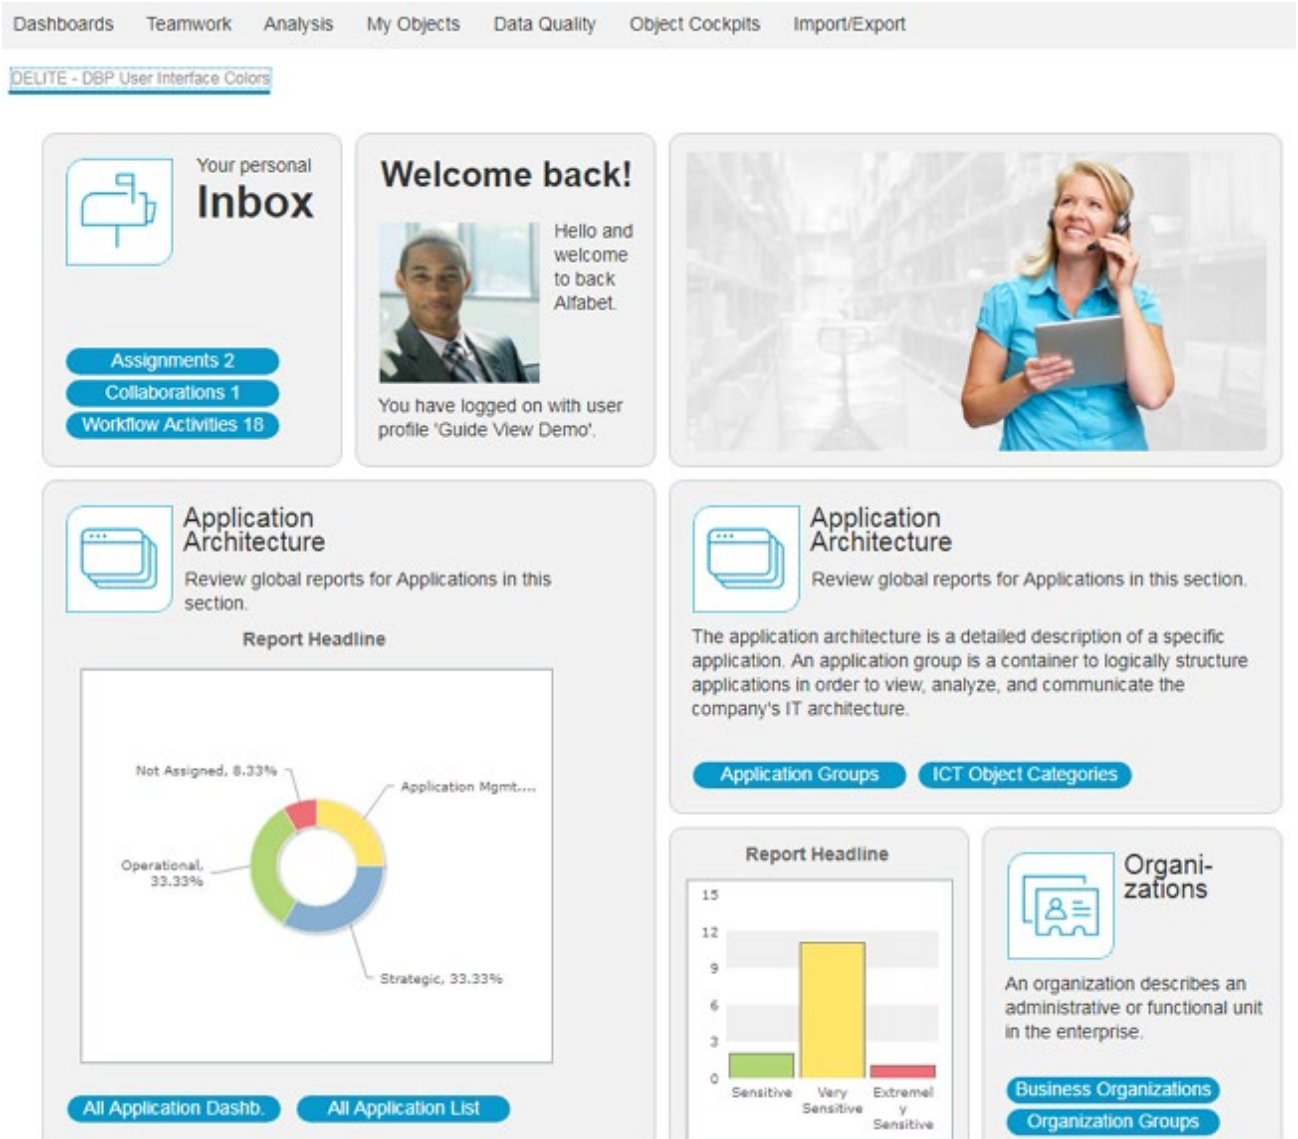 Dashboards Teamwork Analysis My Objects Data Quality Object Cockpits Import/Export
DELITE - DBP User Interface Colors
Your personal
Inbox
Assignments 2
Collaborations 1
Workflow Activities 18
Welcome back!
Hello and
welcome
to back
Alfabet.
You have logged on with user
profile 'Guide View Demo'.
Application
Architecture
Review global reports for Applications in this
section.
Report Headline
Not Assigned, 8.33%
Application Mgmt....
Operational,
33.33%
Strategic, 33.33%
All Application Dashb. All Application List
Application
Architecture
Review global reports for Applications in this section.
The application architecture is a detailed description of a specific
application. An application group is a container to logically structure
applications in order to view, analyze, and communicate the
company's IT architecture.
Application Groups ICT Object Categories
Report Headline
15
12
9
6
3
0
Sensitive
Very
Sensitive
Extremel
y
Sensitive
Organi-
zations
An organization describes an
administrative or functional unit
in the enterprise.
Business Organizations
Organization Groups